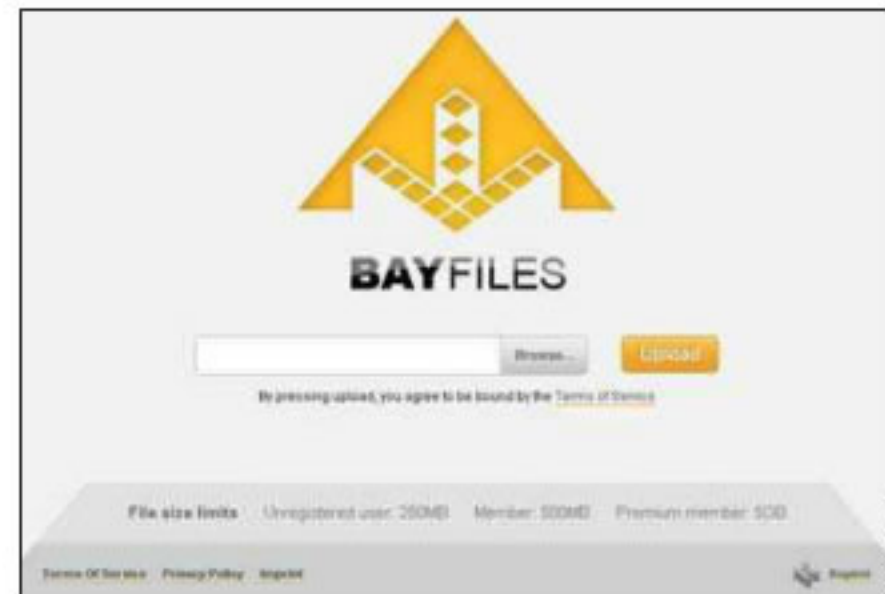 BAYFILES
Browse... Upload
By pressing upload, you agree to be bound by the Terms of Service
File size limits Unregistered user: 250MB Member: 500MB Premium member: 5GB
Terms Of Service Privacy Policy Imprint